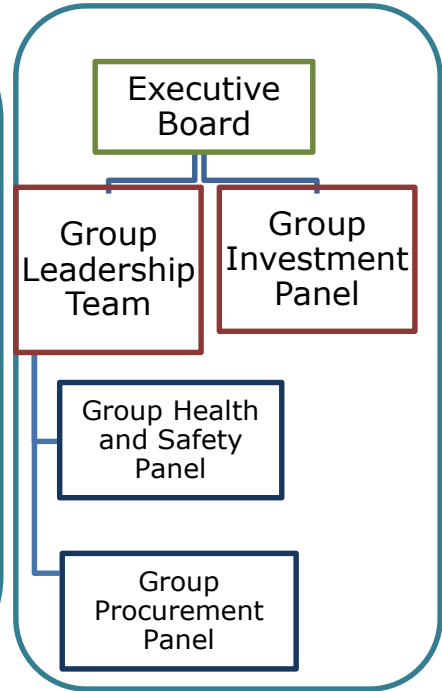 Executive
Board
Group
Leadership
Team
Group
Investment
Panel
Group Health
and Safety
Panel
Group
Procurement
Panel